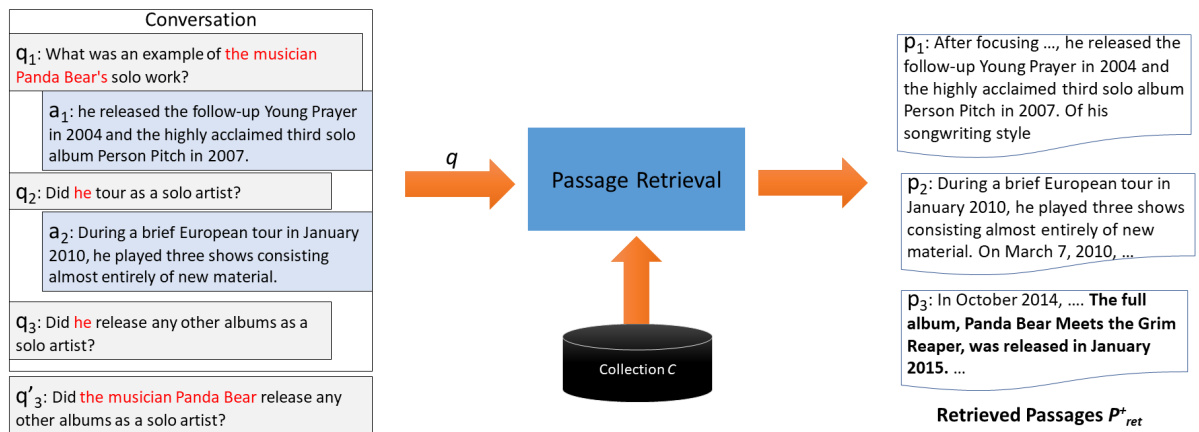 Conversation
q1: What was an example of the musician
Panda Bear's solo work?
a1: he released the follow-up Young Prayer
in 2004 and the highly acclaimed third solo
album Person Pitch in 2007.
q2: Did he tour as a solo artist?
a2: During a brief European tour in January
2010, he played three shows consisting
almost entirely of new material.
q3: Did he release any other albums as a
solo artist?
q'3: Did the musician Panda Bear release any
other albums as a solo artist?
q
Passage Retrieval
Collection C
p1: After focusing …, he released the
follow-up Young Prayer in 2004 and
the highly acclaimed third solo album
Person Pitch in 2007. Of his
songwriting style
p2: During a brief European tour in
January 2010, he played three shows
consisting almost entirely of new
material. On March 7, 2010, …
p3: In October 2014, …. The full
album, Panda Bear Meets the Grim
Reaper, was released in January
2015. …
Retrieved Passages P+ret